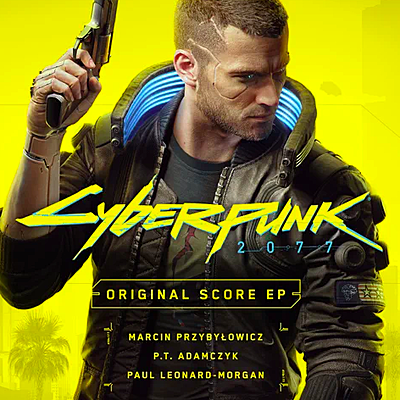 CYBERPUNK
2077
ORIGINAL SCORE EP
MARCIN PRZYBYŁOWICZ
P.T. ADAMCZYK
PAUL LEONARD-MORGAN